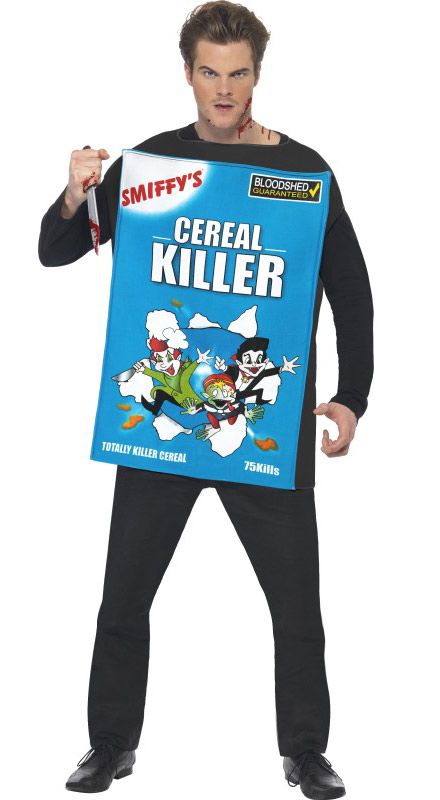 SMIFFY'S
BLOODSHED
GUARANTEED
CEREAL
KILLER
TOTALLY KILLER CEREAL
75Kills